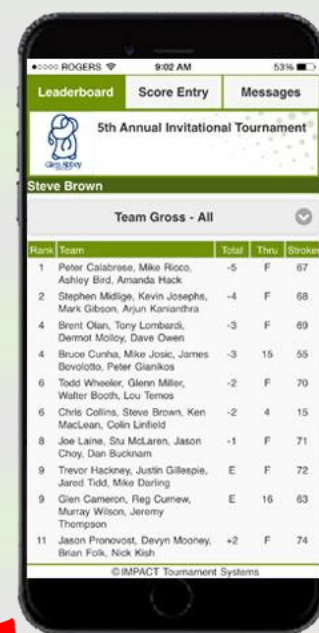 ROGERS 9:02 AM 53%
Leaderboard Score Entry Messages
5th Annual Invitational Tournament
Glen Abbey
Steve Brown
Team Gross - All
Rank Team Total Thru Strokes
1 Peter Calabrese, Mike Ricco, -5 F 67
Ashley Bird, Amanda Hack
2 Stephen Midlige, Kevin Josephs, -4 F 68
Mark Gibson, Arjun Kanianthra
4 Brent Olan, Tony Lombardi, -3 F 69
Dermot Molloy, Dave Owen
4 Bruce Cunha, Mike Josic, James -3 15 55
Bovolotto, Peter Gianikos
6 Todd Wheeler, Glenn Miller, -2 F 70
Walter Booth, Lou Temos
6 Chris Collins, Steve Brown, Ken -2 4 15
MacLean, Colin Linfield
8 Joe Laine, Stu McLaren, Jason -1 F 71
Choy, Dan Bucknam
9 Trevor Hackney, Justin Gillespie, E F 72
Jared Tidd, Mike Darling
9 Glen Cameron, Reg Curnew, E 16 63
Murray Wilson, Jeremy
Thompson
11 Jason Pronovost, Devyn Mooney, +2 F 74
Brian Folk, Nick Kish
© IMPACT Tournament Systems